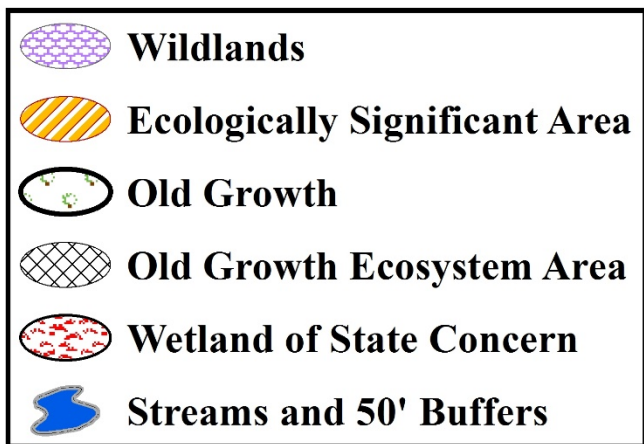 Wildlands
Ecologically Significant Area
Old Growth
Old Growth Ecosystem Area
Wetland of State Concern
Streams and 50' Buffers